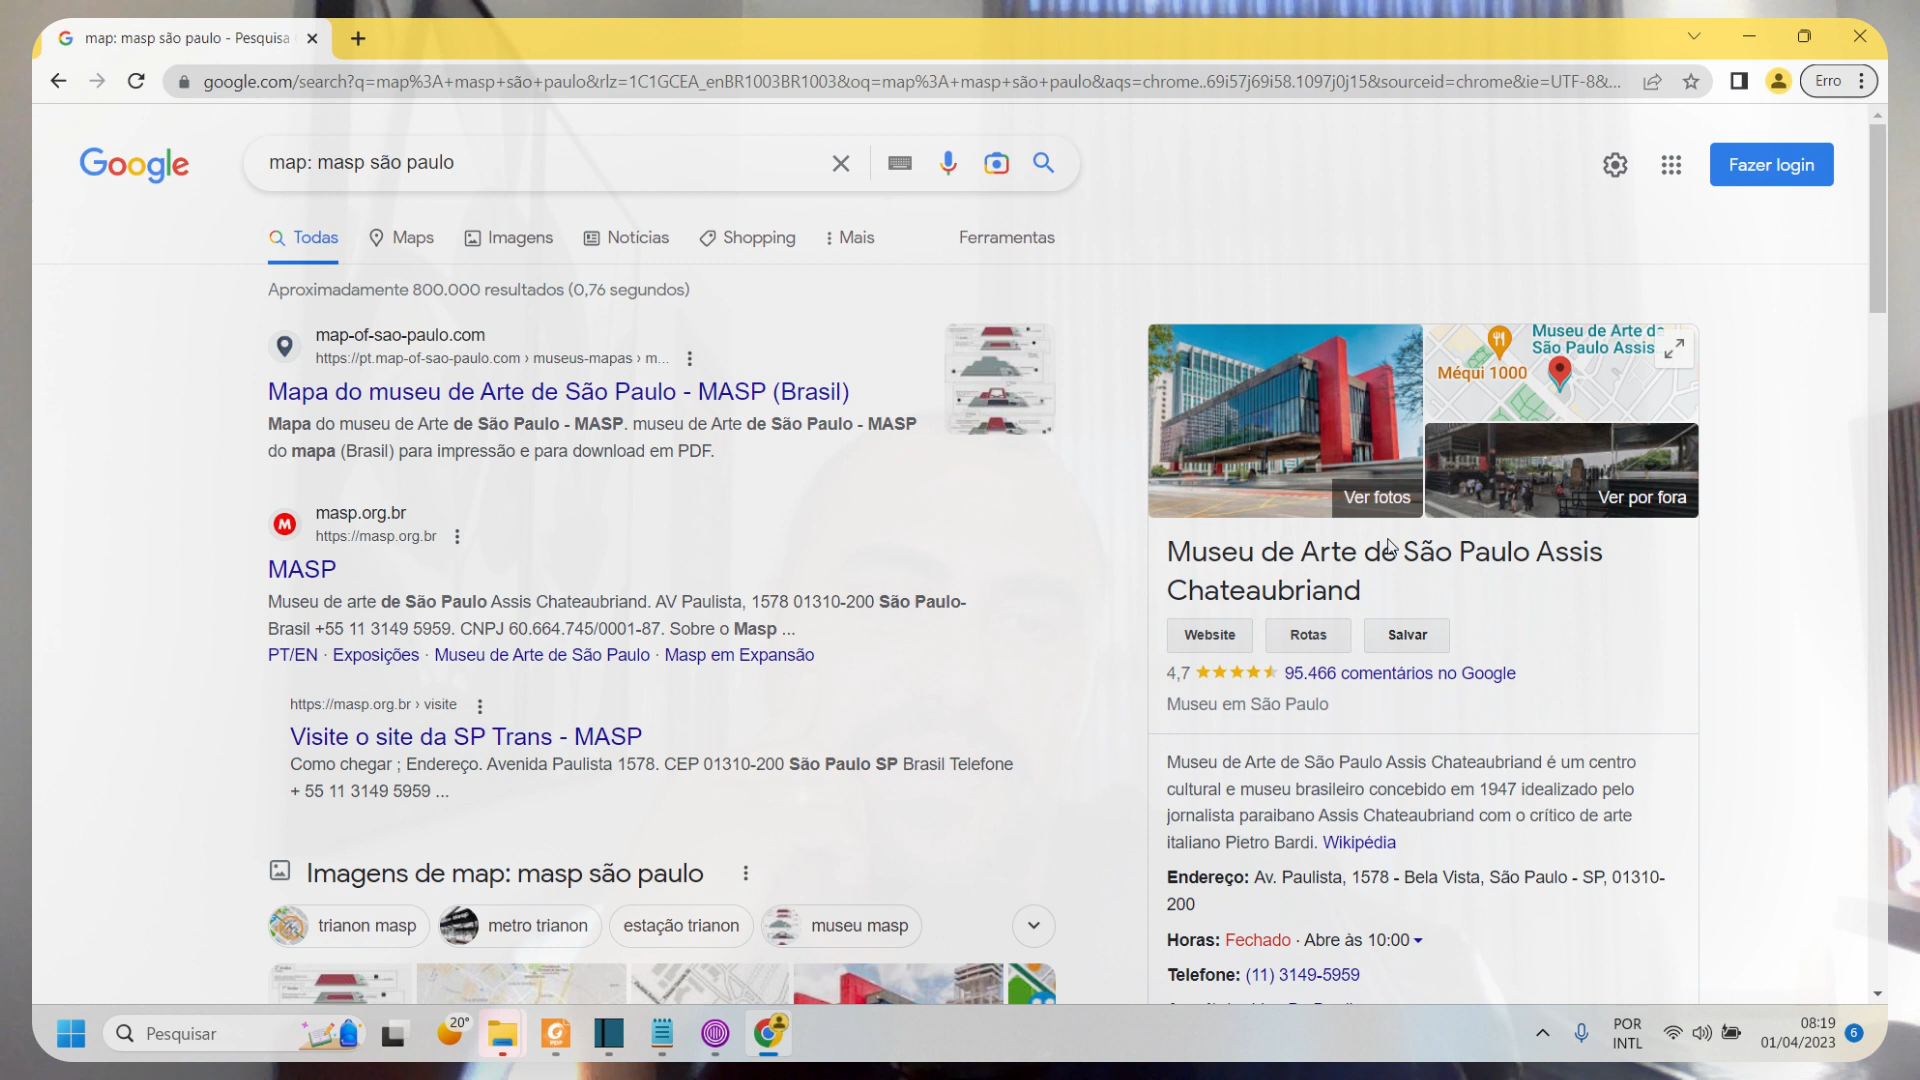 map: masp são paulo - Pesquisa
google.com/search?q=map%3A+masp+são+paulo&rlz=1C1GCEA_enBR1003BR1003&oq=map%3A+masp+são+paulo&aqs=chrome..69i57j69i58.1097j0j15&sourceid=chrome&ie=UTF-8&...
Erro
Google
map: masp são paulo
Fazer login
Todas
Maps
Imagens
Notícias
Shopping
Mais
Ferramentas
Aproximadamente 800.000 resultados (0,76 segundos)
map-of-sao-paulo.com
https://pt.map-of-sao-paulo.com › museus-mapas › m...
Mapa do museu de Arte de São Paulo - MASP (Brasil)
Mapa do museu de Arte de São Paulo - MASP. museu de Arte de São Paulo - MASP
do mapa (Brasil) para impressão e para download em PDF.
M
masp.org.br
https://masp.org.br
MASP
Museu de arte de São Paulo Assis Chateaubriand. AV Paulista, 1578 01310-200 São Paulo-
Brasil +55 11 3149 5959. CNPJ 60.664.745/0001-87. Sobre o Masp ...
PT/EN · Exposições · Museu de Arte de São Paulo · Masp em Expansão
https://masp.org.br › visite
Visite o site da SP Trans - MASP
Como chegar ; Endereço. Avenida Paulista 1578. CEP 01310-200 São Paulo SP Brasil Telefone
+ 55 11 3149 5959 ...
Imagens de map: masp são paulo
trianon masp
metro trianon
estação trianon
museu masp
Museu de Arte de
São Paulo Assis
Méqui 1000
Ver fotos
Ver por fora
Museu de Arte de São Paulo Assis
Chateaubriand
Website
Rotas
Salvar
4,7
95.466 comentários no Google
Museu em São Paulo
Museu de Arte de São Paulo Assis Chateaubriand é um centro
cultural e museu brasileiro concebido em 1947 idealizado pelo
jornalista paraibano Assis Chateaubriand com o crítico de arte
italiano Pietro Bardi. Wikipédia
Endereço: Av. Paulista, 1578 - Bela Vista, São Paulo - SP, 01310-
200
Horas: Fechado · Abre às 10:00
Telefone: (11) 3149-5959
Pesquisar
20°
PDF
POR
INTL
08:19
01/04/2023
6